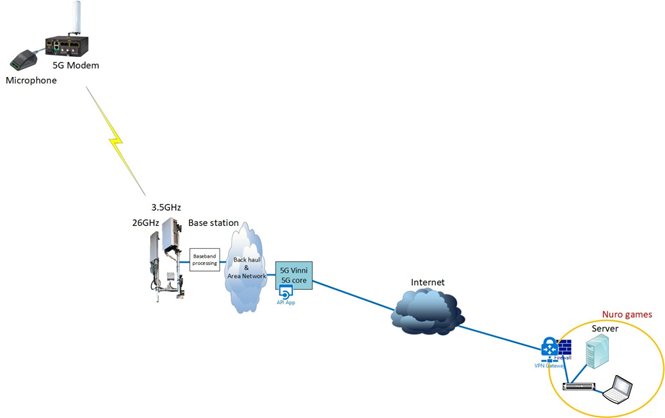 5G Modem
Microphone
3.5GHz
26GHz
Base station
Baseband
processing
Back haul
&
Area Network
5G Vinni
5G core
API App
Internet
Nuro games
Server
Firewall
VPN Gateway